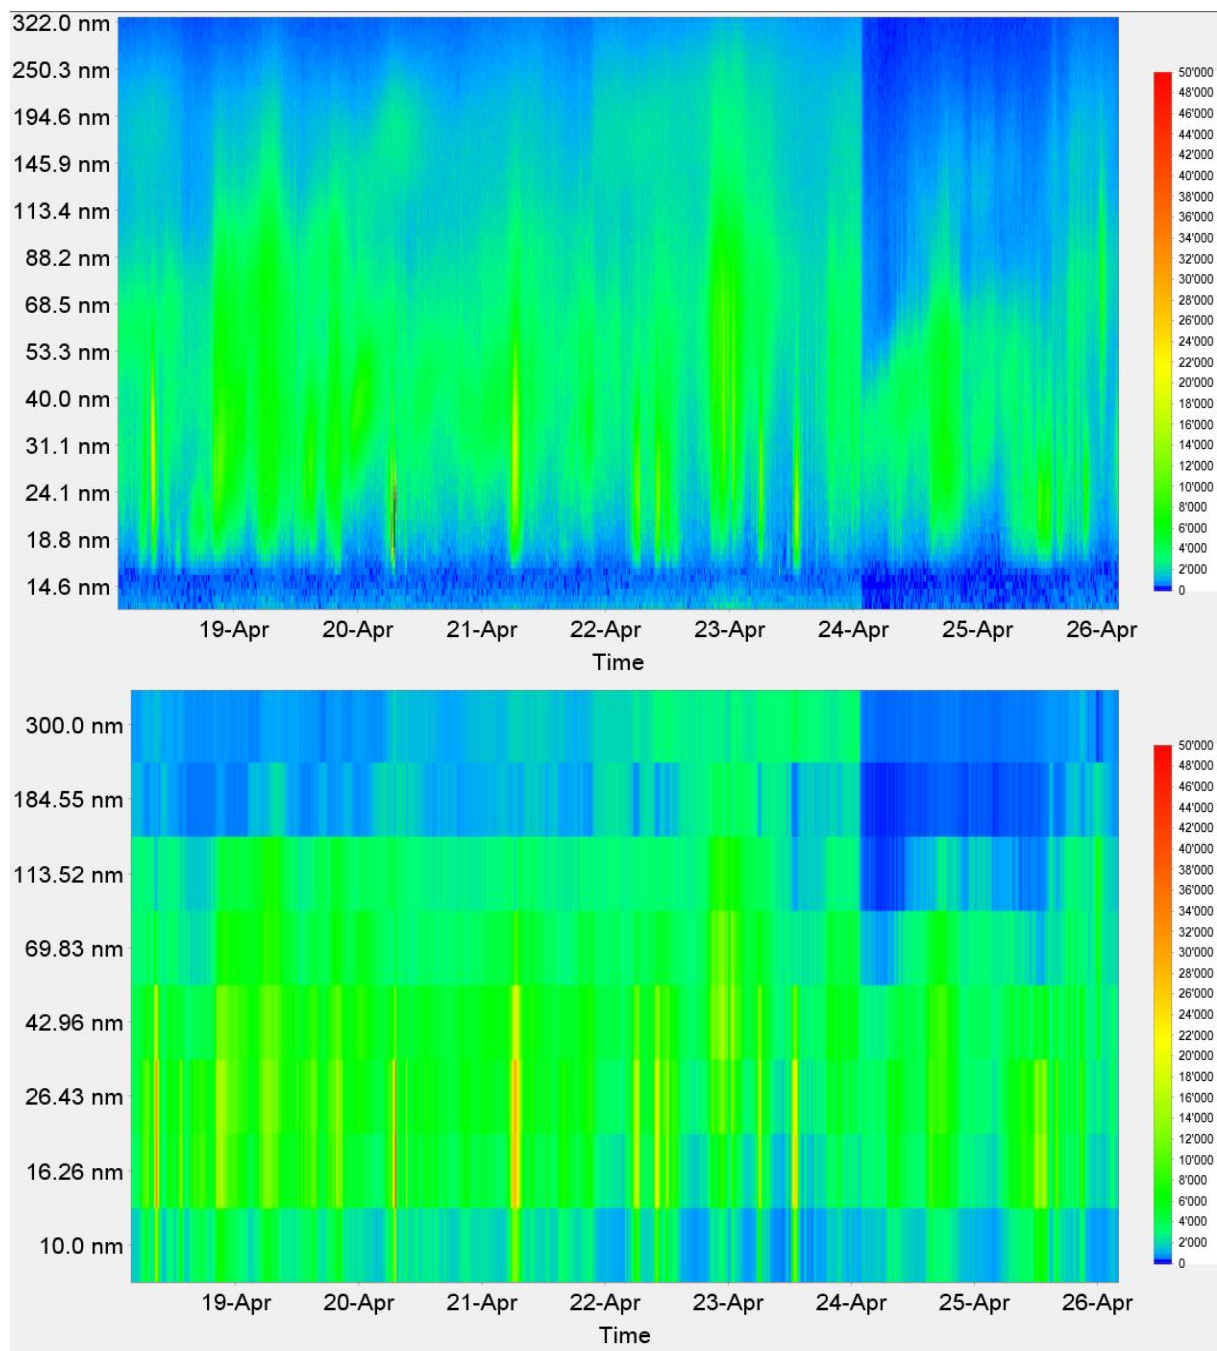 322.0 nm
250.3 nm
194.6 nm
145.9 nm
113.4 nm
88.2 nm
68.5 nm
53.3 nm
40.0 nm
31.1 nm
24.1 nm
18.8 nm
14.6 nm
50'000
48'000
46'000
44'000
42'000
40'000
38'000
36'000
34'000
32'000
30'000
28'000
26'000
24'000
22'000
20'000
18'000
16'000
14'000
12'000
10'000
8'000
6'000
4'000
2'000
0
19-Apr 20-Apr 21-Apr 22-Apr 23-Apr 24-Apr 25-Apr 26-Apr
Time
300.0 nm
184.55 nm
113.52 nm
69.83 nm
42.96 nm
26.43 nm
16.26 nm
10.0 nm
50'000
48'000
46'000
44'000
42'000
40'000
38'000
36'000
34'000
32'000
30'000
28'000
26'000
24'000
22'000
20'000
18'000
16'000
14'000
12'000
10'000
8'000
6'000
4'000
2'000
0
19-Apr 20-Apr 21-Apr 22-Apr 23-Apr 24-Apr 25-Apr 26-Apr
Time